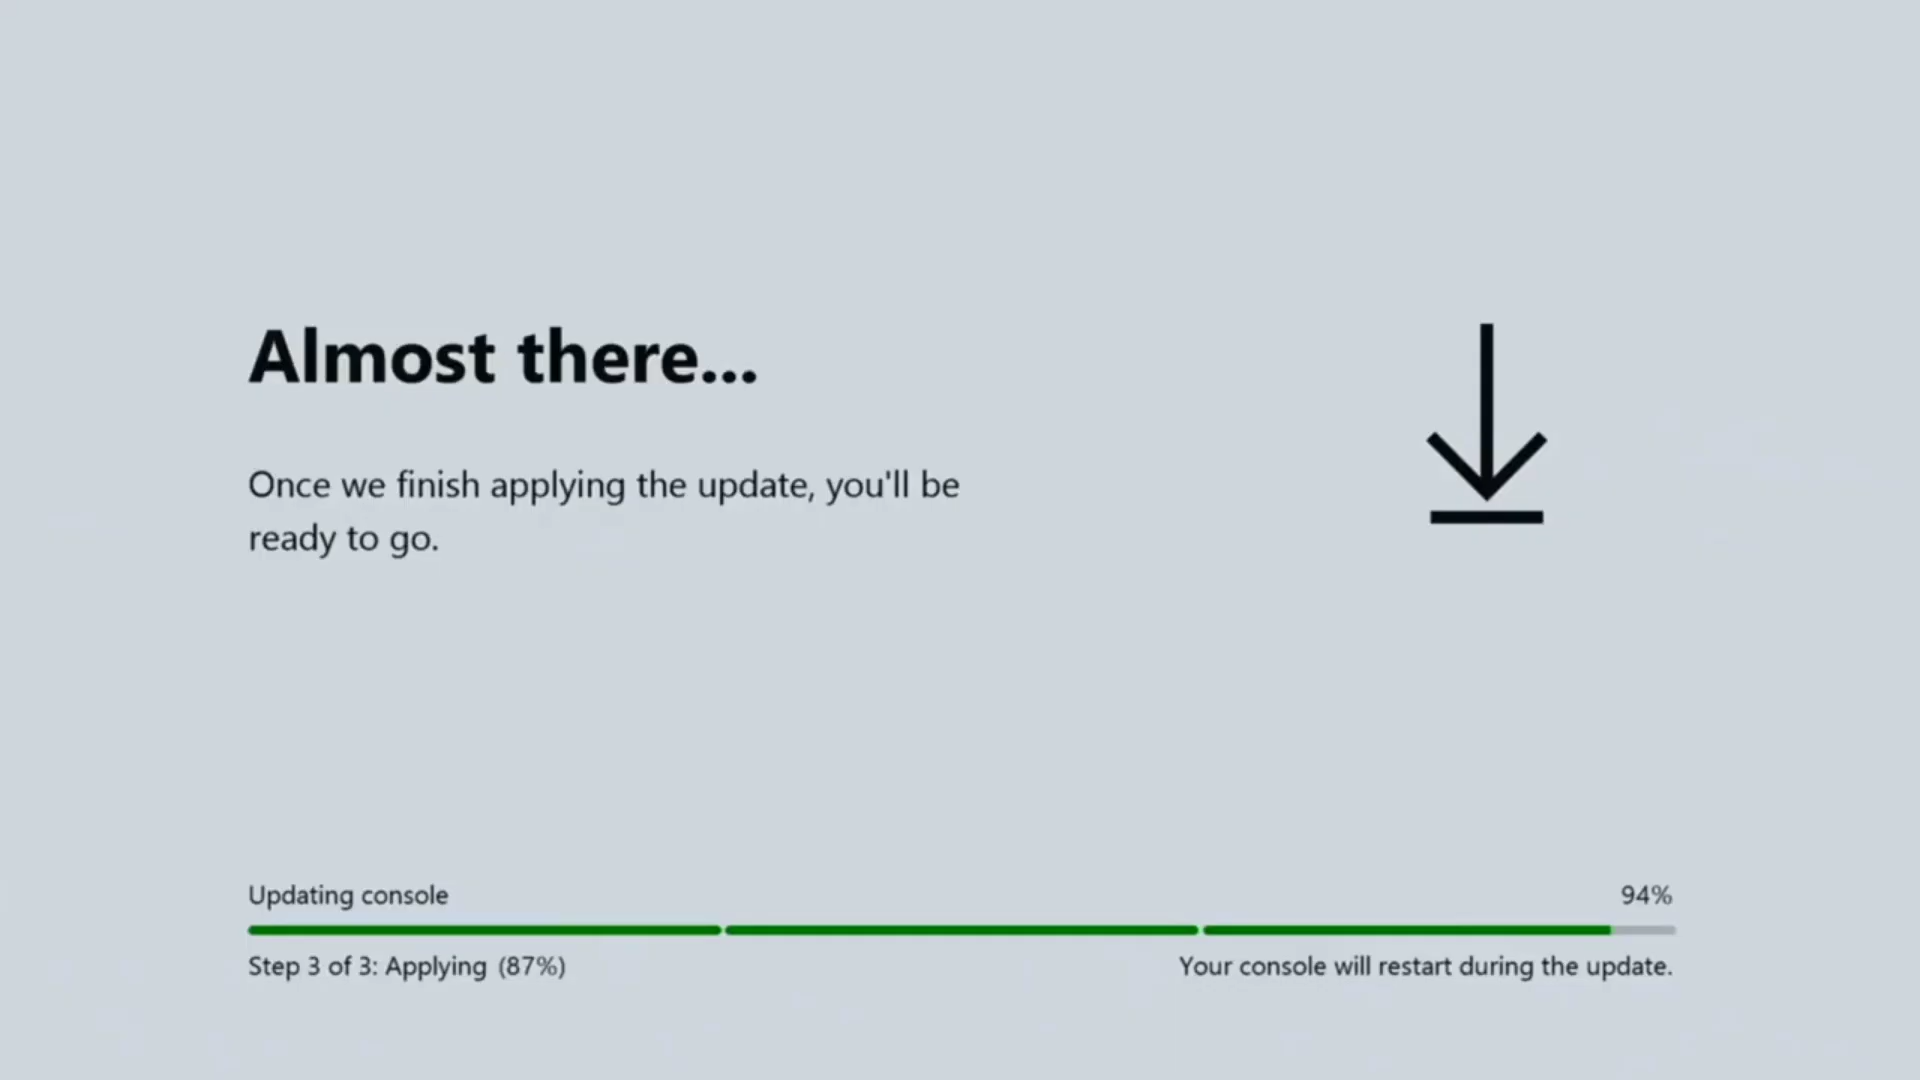 Almost there...
Once we finish applying the update, you'll be
ready to go.
Updating console
94%
Step 3 of 3: Applying (87%)
Your console will restart during the update.